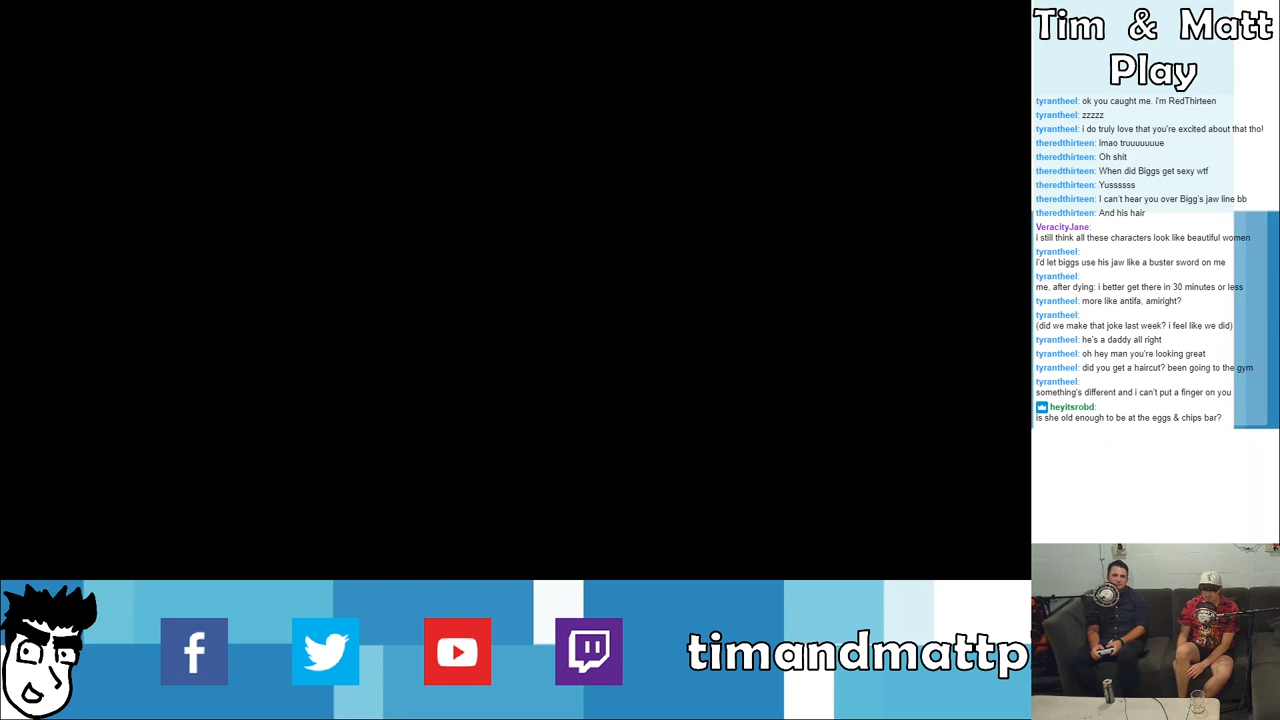 Tim & Matt
Play
tyrantheel: ok you caught me. i'm RedThirteen
tyrantheel: zzzzz
tyrantheel: i do truly love that you're excited about that tho!
theredthirteen: lmao truuuuuuue
theredthirteen: Oh shit
theredthirteen: When did Biggs get sexy wtf
theredthirteen: Yusssss
theredthirteen: I can't hear you over Bigg's jaw line bb
theredthirteen: And his hair
VeracityJane:
i still think all these characters look like beautiful women
tyrantheel:
i'd let biggs use his jaw like a buster sword on me
tyrantheel:
me, after dying: i better get there in 30 minutes or less
tyrantheel: more like antifa, amiright?
tyrantheel:
(did we make that joke last week? i feel like we did)
tyrantheel: he's a daddy all right
tyrantheel: oh hey man you're looking great
tyrantheel: did you get a haircut? been going to the gym
tyrantheel:
something's different and i can't put a finger on you
heyitsrobd:
is she old enough to be at the eggs & chips bar?
timandmattp